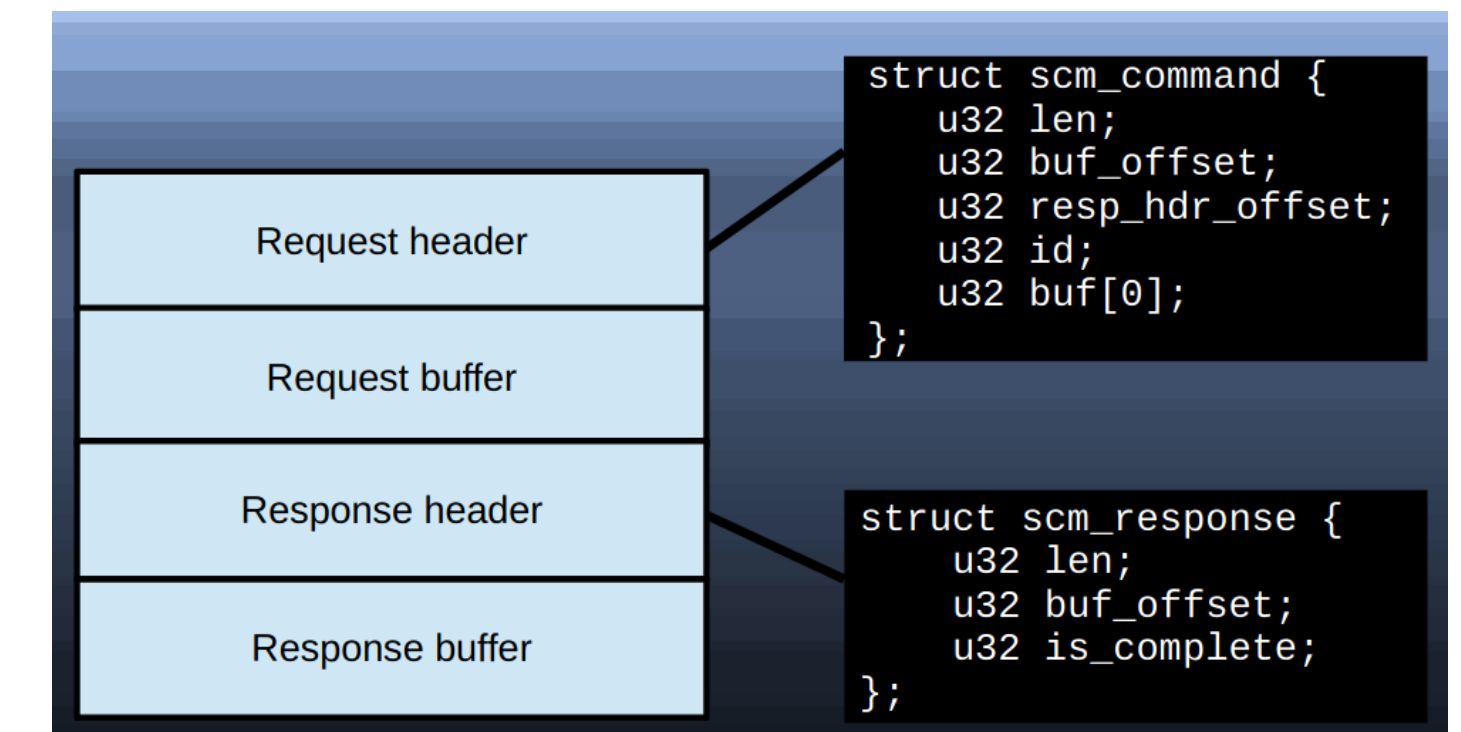 Request header
Request buffer
Response header
Response buffer
struct scm_command {
    u32 len;
    u32 buf_offset;
    u32 resp_hdr_offset;
    u32 id;
    u32 buf[0];
};
struct scm_response {
    u32 len;
    u32 buf_offset;
    u32 is_complete;
};